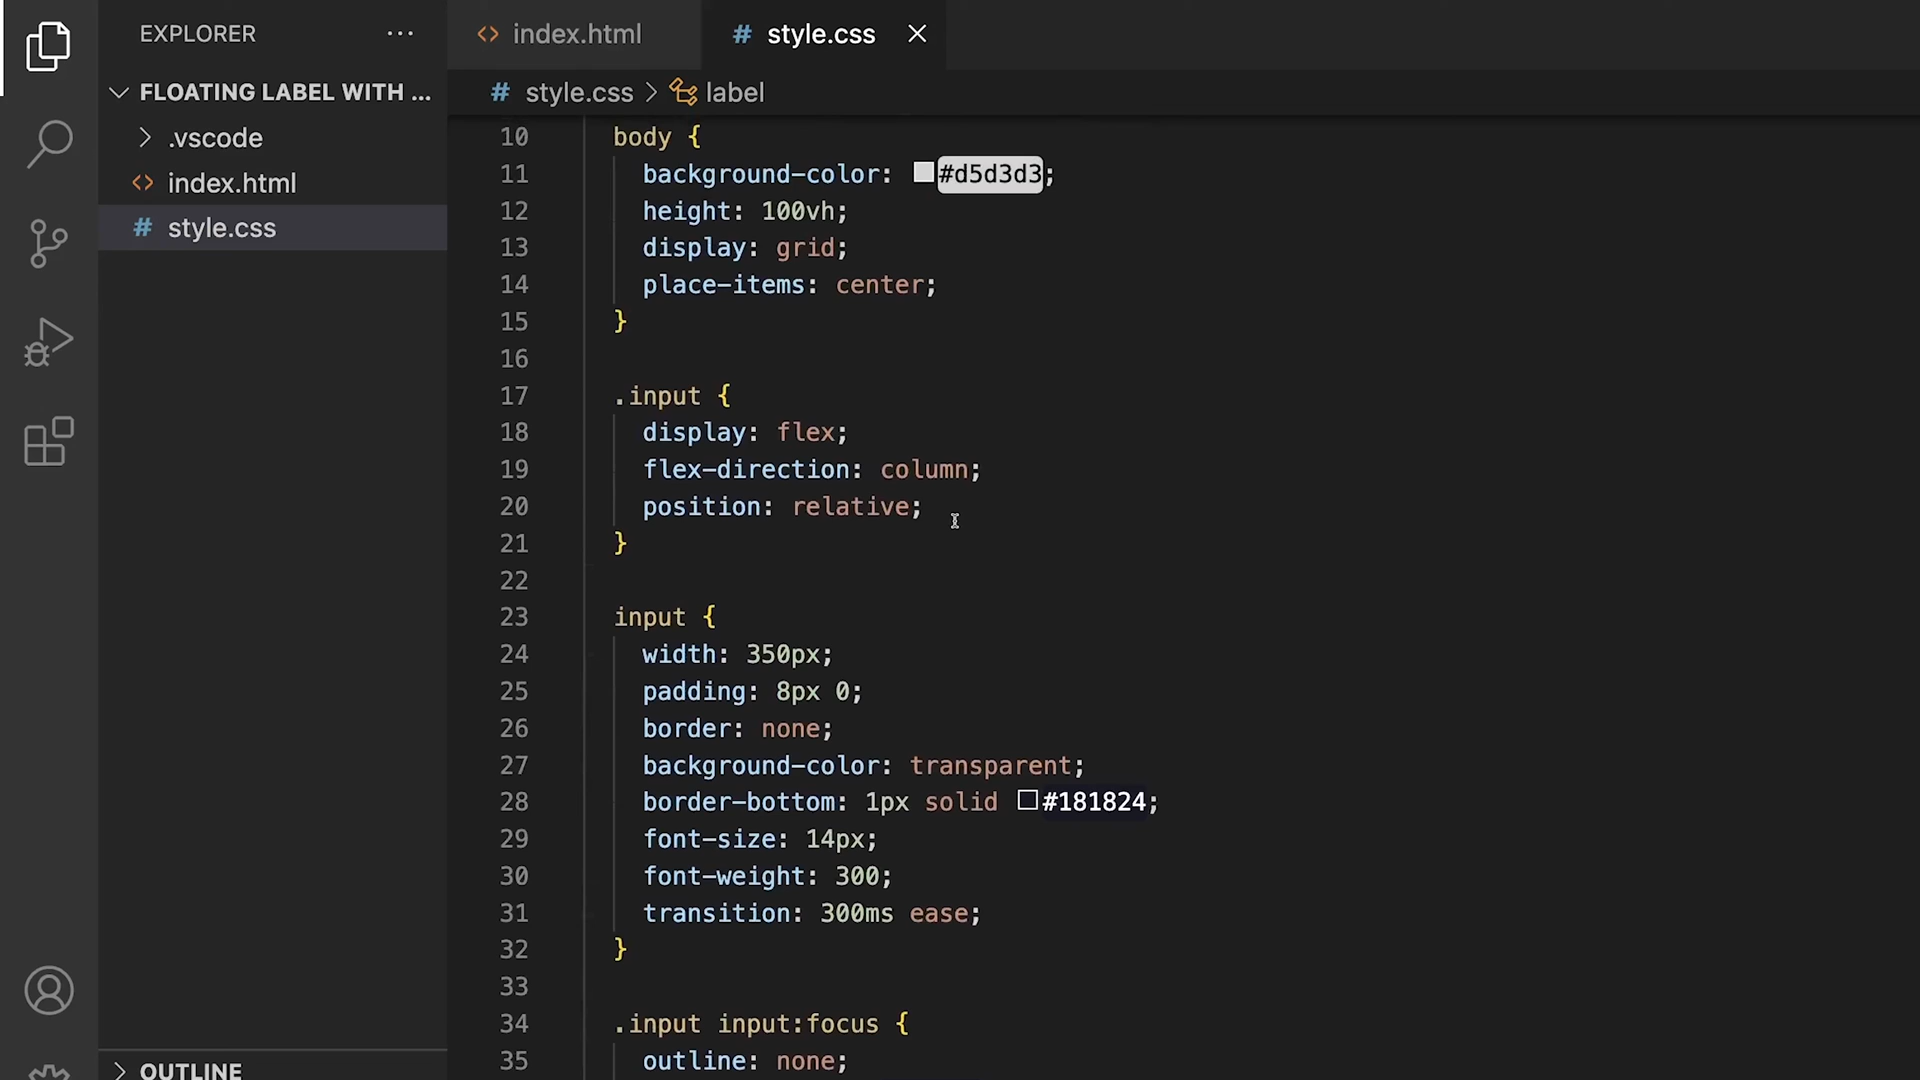 EXPLORER ...
FLOATING LABEL WITH ...
.vscode
index.html
# style.css
OUTLINE
index.html # style.css
# style.css > label
10 body {
11 background-color: #d5d3d3;
12 height: 100vh;
13 display: grid;
14 place-items: center;
15 }
16
17 .input {
18 display: flex;
19 flex-direction: column;
20 position: relative;
21 }
22
23 input {
24 width: 350px;
25 padding: 8px 0;
26 border: none;
27 background-color: transparent;
28 border-bottom: 1px solid #181824;
29 font-size: 14px;
30 font-weight: 300;
31 transition: 300ms ease;
32 }
33
34 .input input:focus {
35 outline: none;